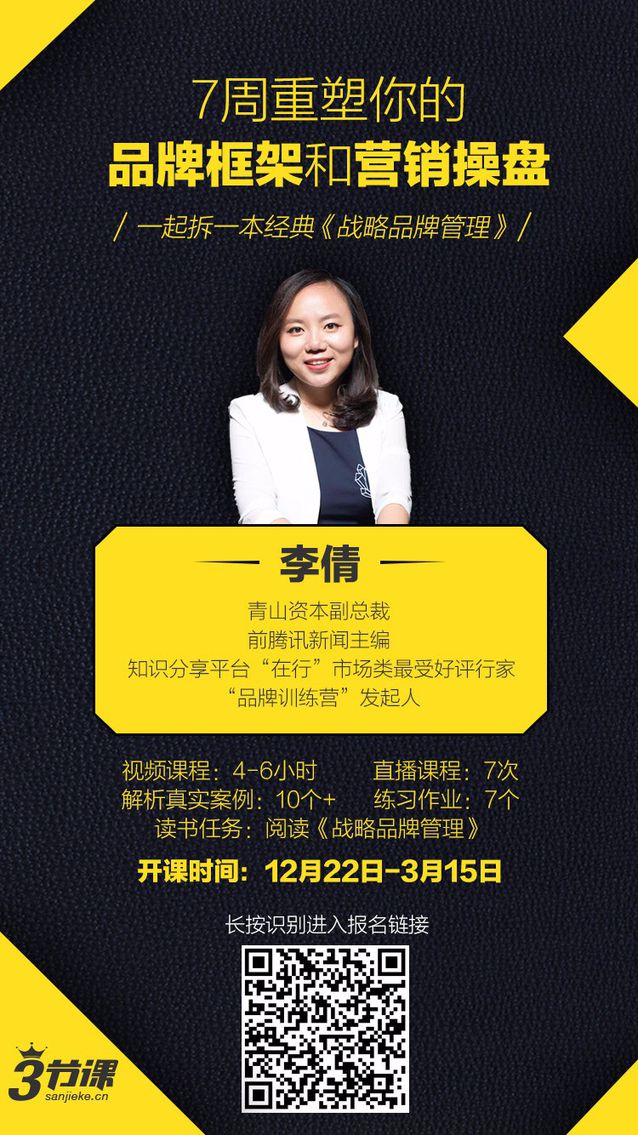 7周重塑你的
品牌框架和营销操盘
/ 一起拆一本经典《战略品牌管理》/
李倩
青山资本副总裁
前腾讯新闻主编
知识分享平台“在行”市场类最受好评行家
“品牌训练营”发起人
视频课程：4-6小时 直播课程：7次
解析真实案例：10个+ 练习作业：7个
读书任务：阅读《战略品牌管理》
开课时间：12月22日-3月15日
长按识别进入报名链接
3节课
sanjieke.cn